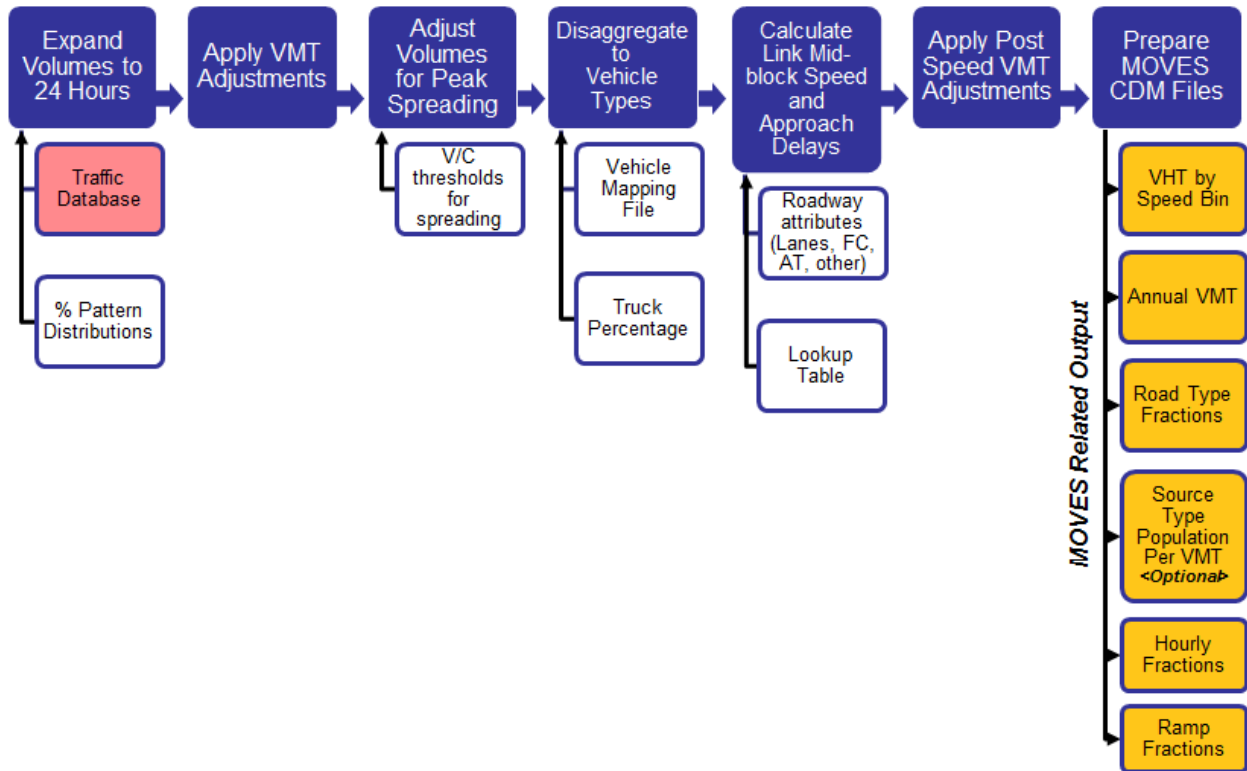 Expand
Volumes to
24 Hours
Apply VMT
Adjustments
Adjust
Volumes
for Peak
Spreading
Disaggregate
to
Vehicle
Types
Calculate
Link Mid-
block Speed
and
Approach
Delays
Apply Post
Speed VMT
Adjustments
Prepare
MOVES
CDM Files
Traffic
Database
% Pattern
Distributions
V/C
thresholds
for
spreading
Vehicle
Mapping
File
Truck
Percentage
Roadway
attributes
(Lanes, FC,
AT, other)
Lookup
Table
MOVES Related Output
VHT by
Speed Bin
Annual VMT
Road Type
Fractions
Source
Type
Population
Per VMT
<Optional>
Hourly
Fractions
Ramp
Fractions